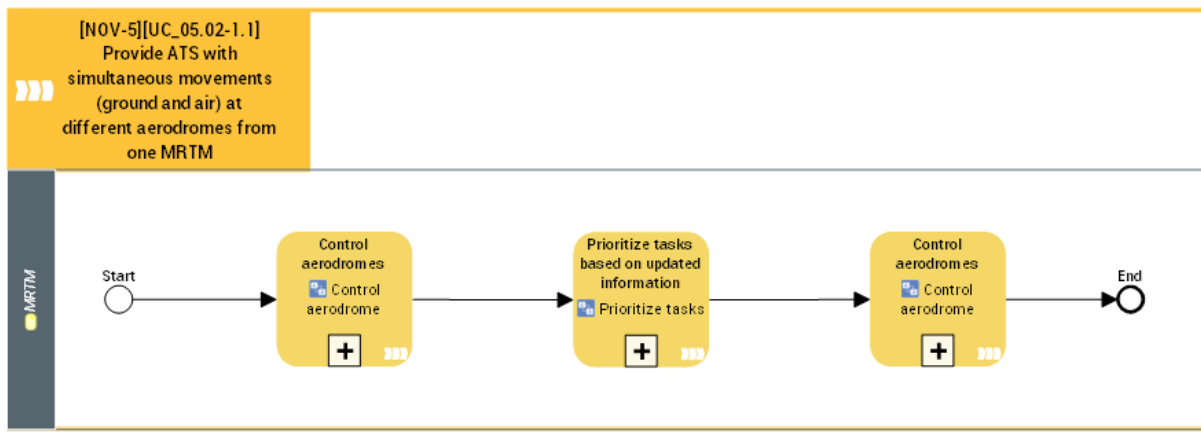 [NOV-5][UC_05.02-1.1]
Provide ATS with
simultaneous movements
(ground and air) at
different aerodromes from
one MRTM
MRTM
Start
Control
aerodromes
Control
aerodrome
Prioritize tasks
based on updated
information
Prioritize tasks
Control
aerodromes
Control
aerodrome
End